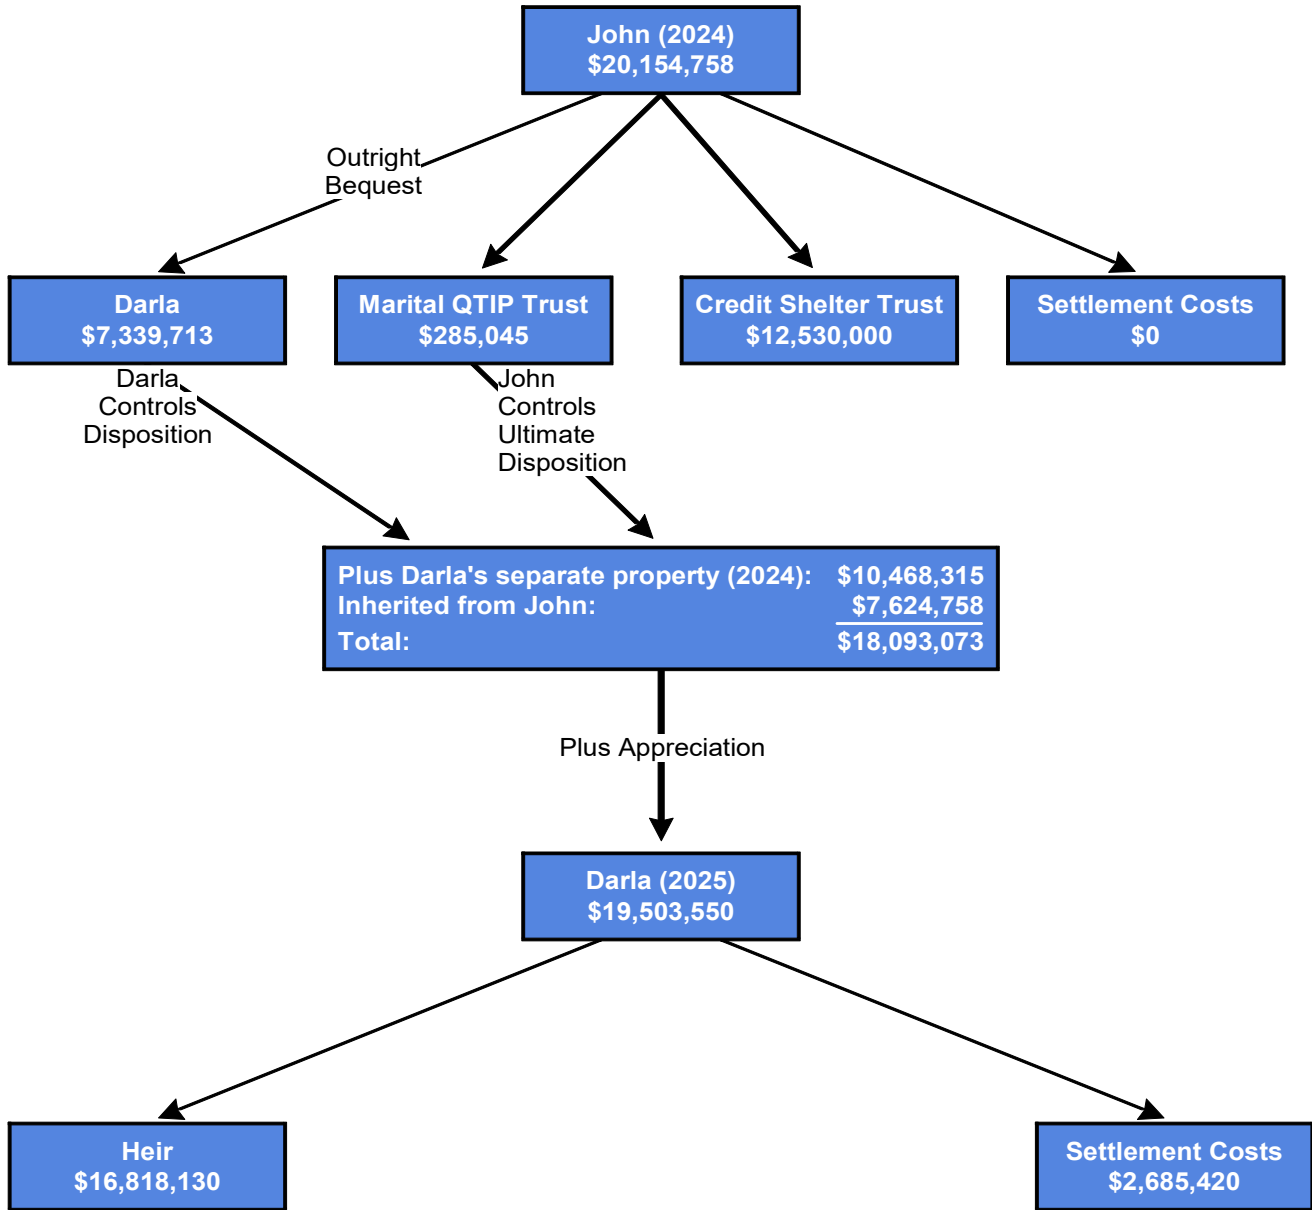 John (2024)
$20,154,758
Outright
Bequest
Darla
$7,339,713
Marital QTIP Trust
$285,045
Credit Shelter Trust
$12,530,000
Settlement Costs
$0
Darla
Controls
Disposition
John
Controls
Ultimate
Disposition
Plus Darla's separate property (2024): $10,468,315
Inherited from John: $7,624,758
Total: $18,093,073
Plus Appreciation
Darla (2025)
$19,503,550
Heir
$16,818,130
Settlement Costs
$2,685,420